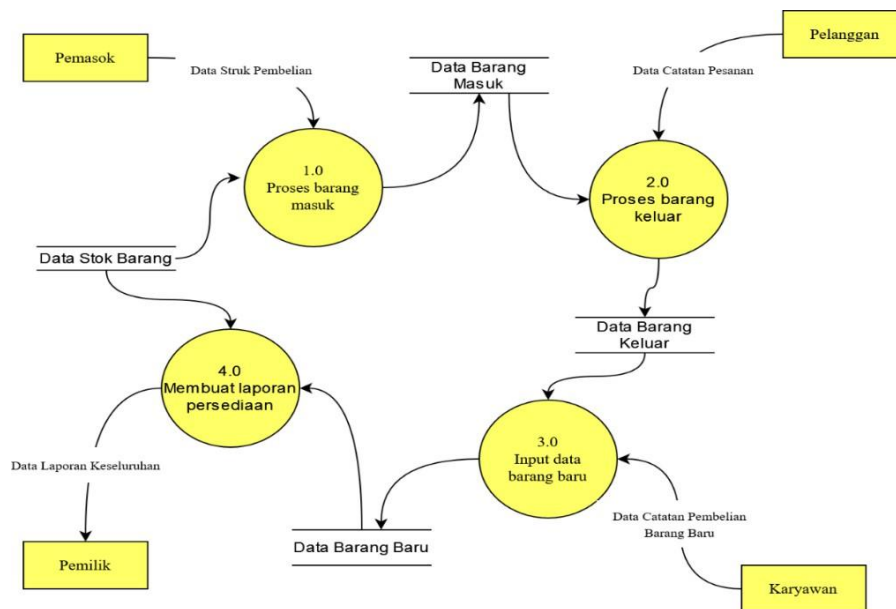 Pemasok
Data Struk Pembelian
Data Barang
Masuk
Pelanggan
Data Catatan Pesanan
1.0
Proses barang
masuk
2.0
Proses barang
keluar
Data Stok Barang
Data Barang
Keluar
4.0
Membuat laporan
persediaan
3.0
Input data
barang baru
Data Laporan Keseluruhan
Data Catatan Pembelian
Barang Baru
Data Barang Baru
Pemilik
Karyawan